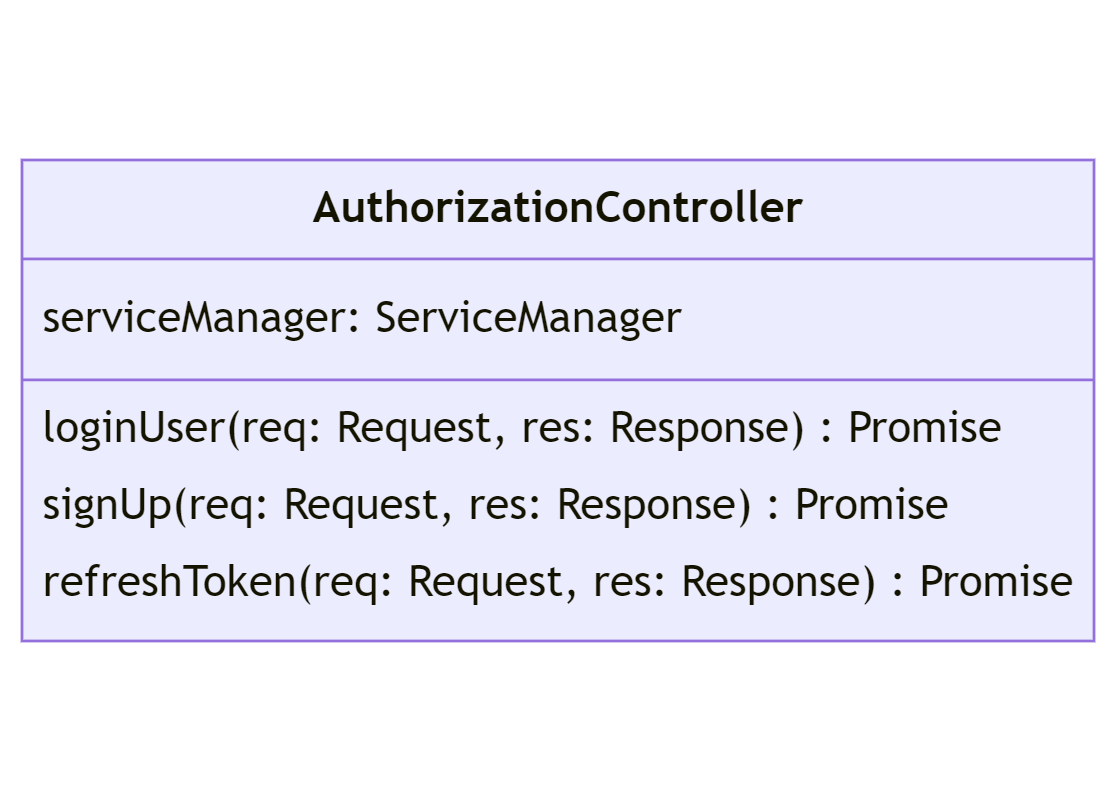 AuthorizationController
serviceManager: ServiceManager
loginUser(req: Request, res: Response) : Promise
signUp(req: Request, res: Response) : Promise
refreshToken(req: Request, res: Response) : Promise